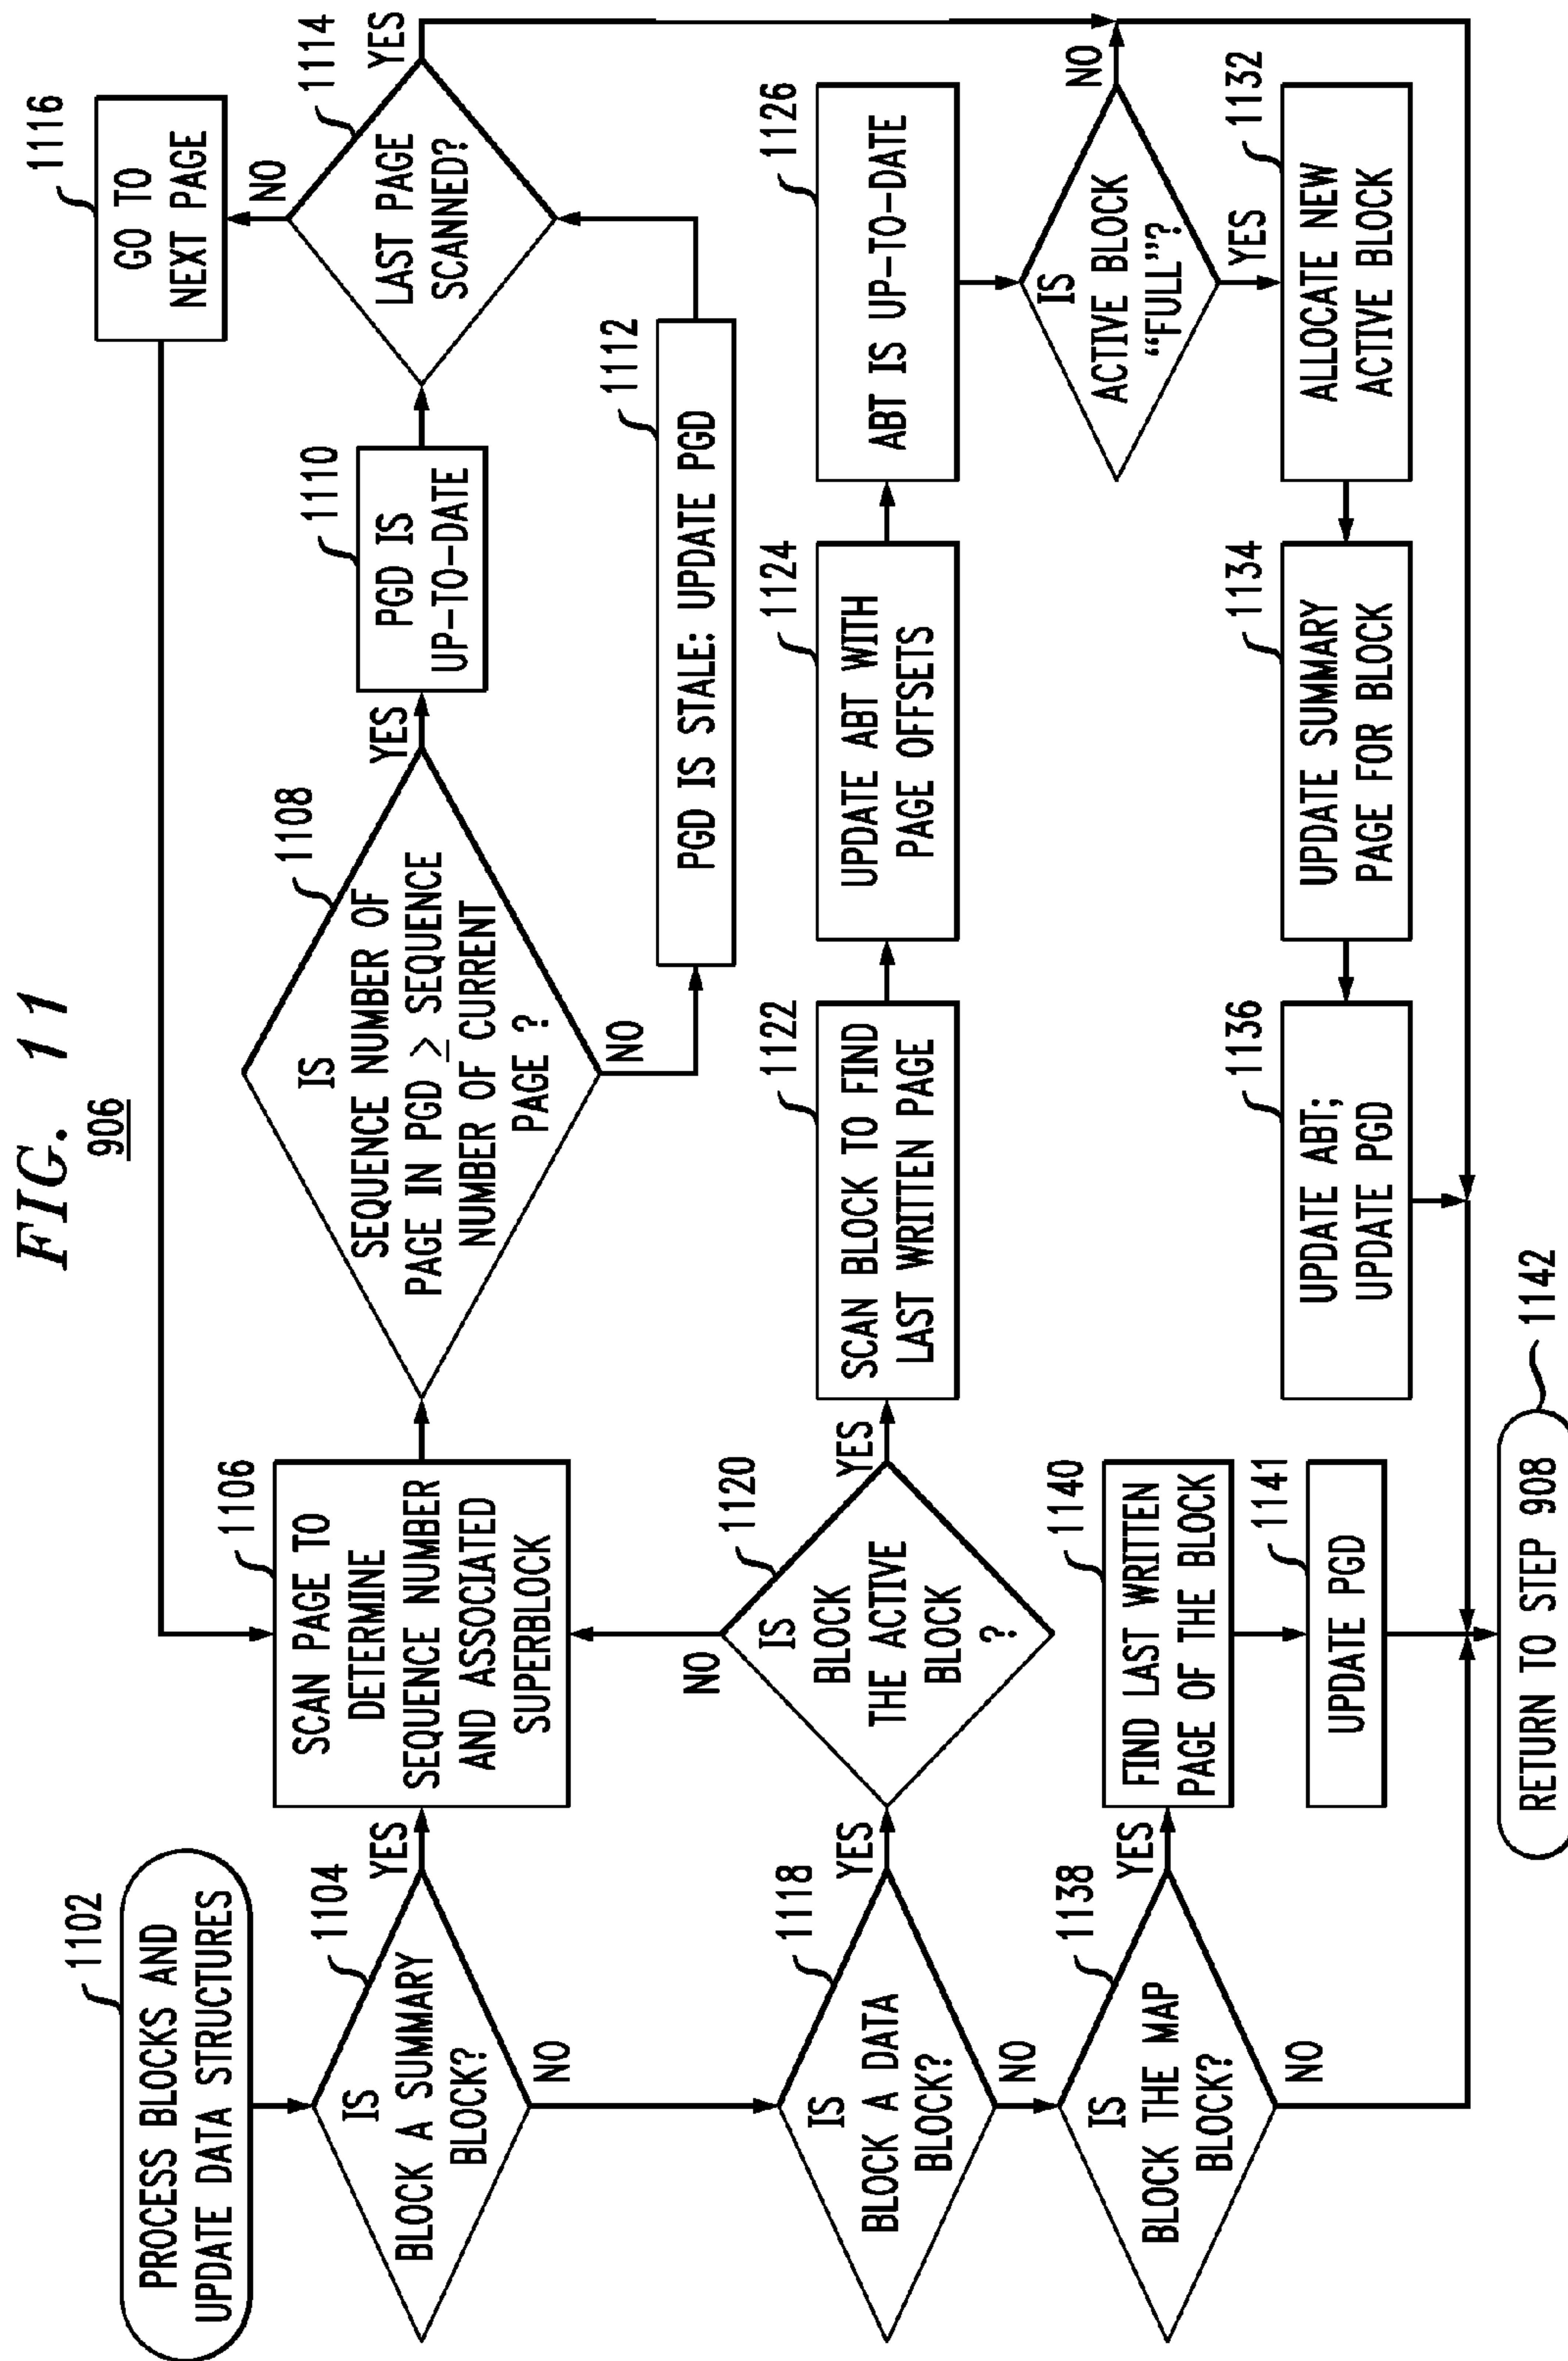 FIG. 11
906
1102
PROCESS BLOCKS AND
UPDATE DATA STRUCTURES
1104
IS
BLOCK A SUMMARY
BLOCK?
YES
NO
1106
SCAN PAGE TO
DETERMINE
SEQUENCE NUMBER
AND ASSOCIATED
SUPERBLOCK
1108
IS
SEQUENCE NUMBER OF
PAGE IN PGD ≥ SEQUENCE
NUMBER OF CURRENT
PAGE ?
YES
NO
1110
PGD IS
UP-TO-DATE
1112
PGD IS STALE: UPDATE PGD
1114
LAST PAGE
SCANNED?
YES
NO
1116
GO TO
NEXT PAGE
1118
IS
BLOCK A DATA
BLOCK?
YES
NO
1120
IS
BLOCK
THE ACTIVE
BLOCK
?
YES
NO
1122
SCAN BLOCK TO FIND
LAST WRITTEN PAGE
1124
UPDATE ABT WITH
PAGE OFFSETS
1126
ABT IS UP-TO-DATE
IS
ACTIVE BLOCK
“FULL”?
NO
YES
1132
ALLOCATE NEW
ACTIVE BLOCK
1134
UPDATE SUMMARY
PAGE FOR BLOCK
1136
UPDATE ABT;
UPDATE PGD
1138
IS
BLOCK THE MAP
BLOCK?
YES
NO
1140
FIND LAST WRITTEN
PAGE OF THE BLOCK
1141
UPDATE PGD
1142
RETURN TO STEP 908